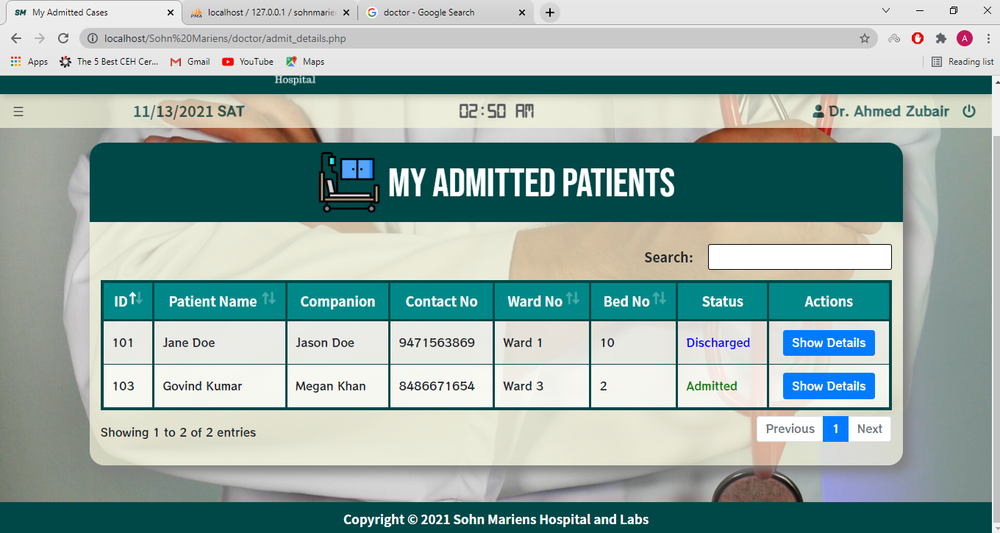 SM My Admitted Cases
PMA localhost / 127.0.0.1 / sohnmarie
G doctor - Google Search
localhost/Sohn%20Mariens/doctor/admit_details.php
A
Apps The 5 Best CEH Cer... Gmail YouTube Maps Reading list
Hospital
11/13/2021 SAT 02:50 AM Dr. Ahmed Zubair
MY ADMITTED PATIENTS
Search:
ID Patient Name Companion Contact No Ward No Bed No Status Actions
101 Jane Doe Jason Doe 9471563869 Ward 1 10 Discharged Show Details
103 Govind Kumar Megan Khan 8486671654 Ward 3 2 Admitted Show Details
Showing 1 to 2 of 2 entries Previous 1 Next
Copyright © 2021 Sohn Mariens Hospital and Labs